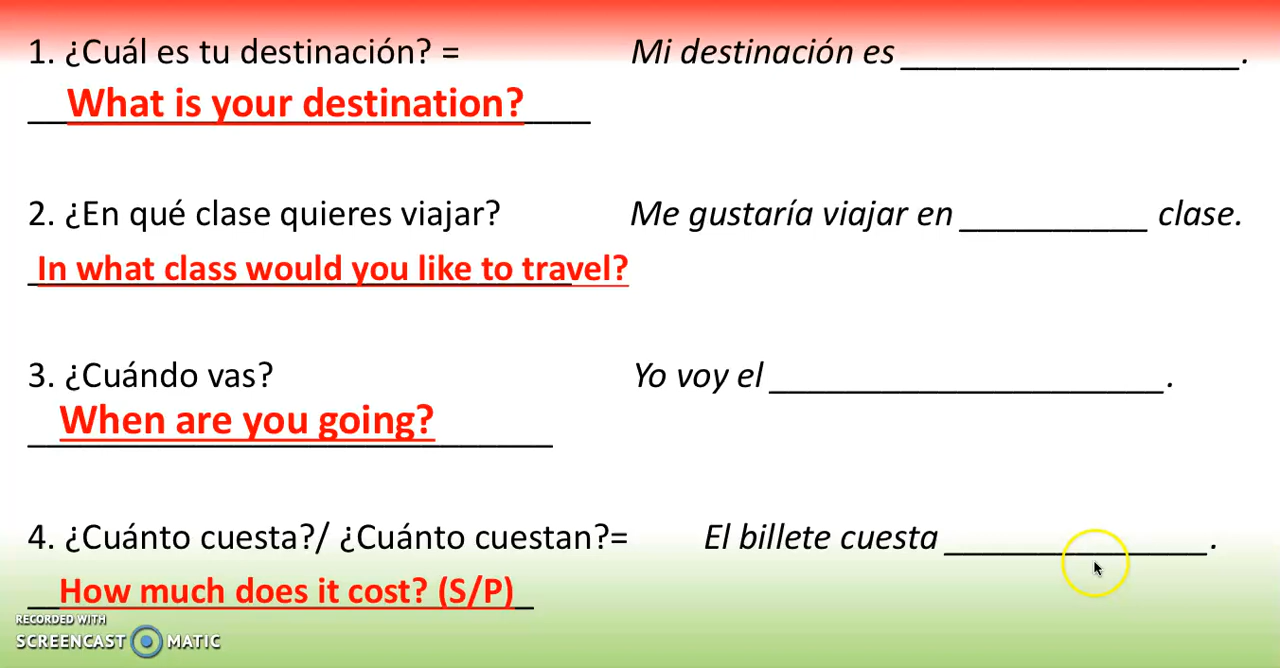 1. ¿Cuál es tu destinación? = Mi destinación es __________________.
What is your destination?
2. ¿En qué clase quieres viajar? Me gustaría viajar en __________ clase.
In what class would you like to travel?
3. ¿Cuándo vas? Yo voy el _____________________.
When are you going?
4. ¿Cuánto cuesta?/ ¿Cuánto cuestan?= El billete cuesta ______________.
How much does it cost? (S/P)
RECORDED WITH
SCREENCAST MATIC